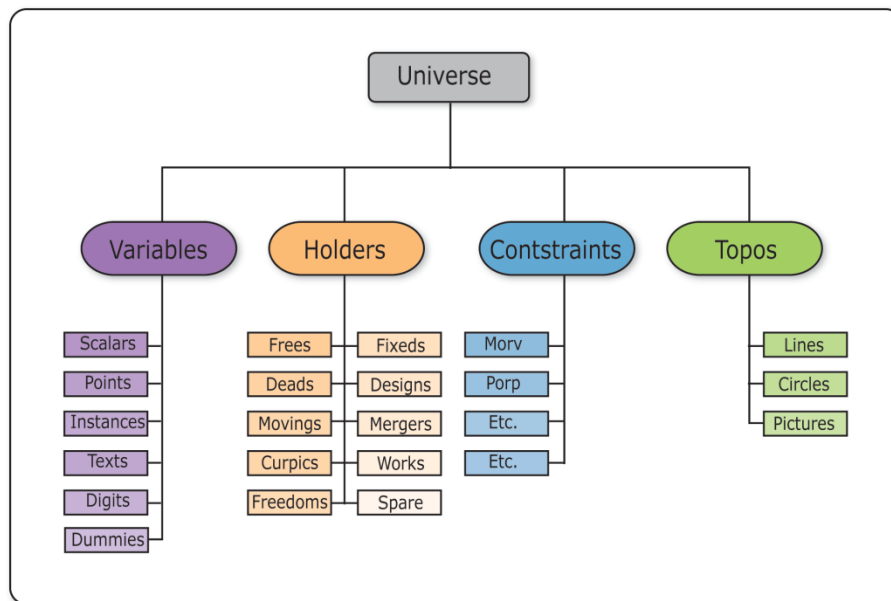 Universe
Variables
Holders
Contstraints
Topos
Scalars
Points
Instances
Texts
Digits
Dummies
Frees
Fixeds
Deads
Designs
Movings
Mergers
Curpics
Works
Freedoms
Spare
Morv
Porp
Etc.
Etc.
Lines
Circles
Pictures